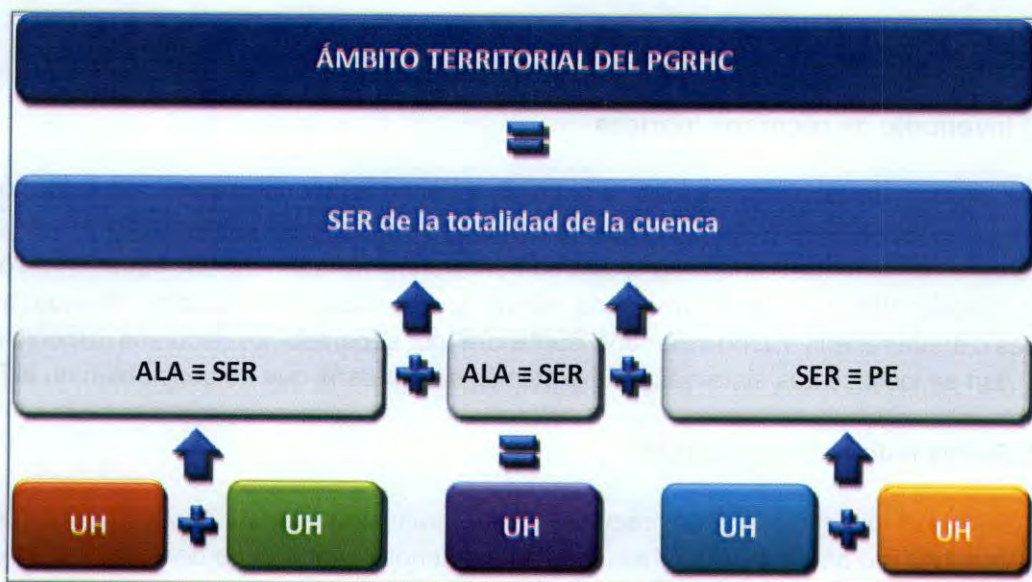 ÁMBITO TERRITORIAL DEL PGRHC
=
SER de la totalidad de la cuenca
ALA ≡ SER + ALA ≡ SER + SER ≡ PE
=
UH + UH UH UH + UH